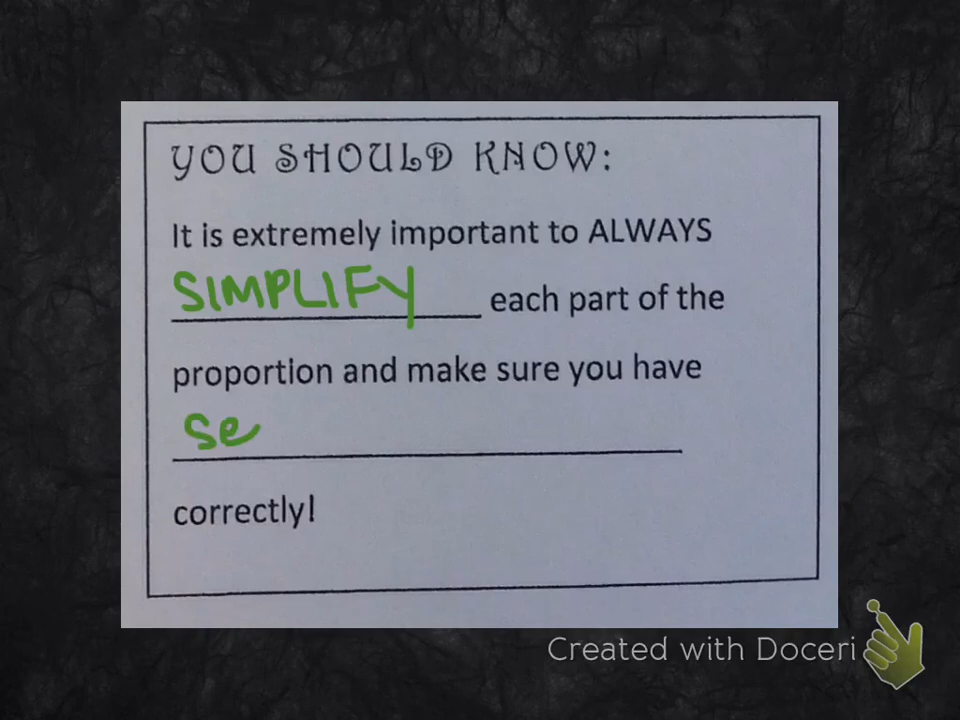 YOU SHOULD KNOW:
It is extremely important to ALWAYS
SIMPLIFY each part of the
proportion and make sure you have
se
correctly!
Created with Doceri